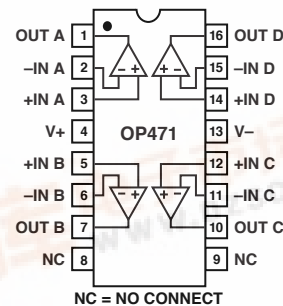 OUT A 1 16 OUT D
–IN A 2 – + + – 15 –IN D
+IN A 3 14 +IN D
V+ 4 OP471 13 V–
+IN B 5 12 +IN C
–IN B 6 + – + – 11 –IN C
OUT B 7 10 OUT C
NC 8 9 NC
NC = NO CONNECT